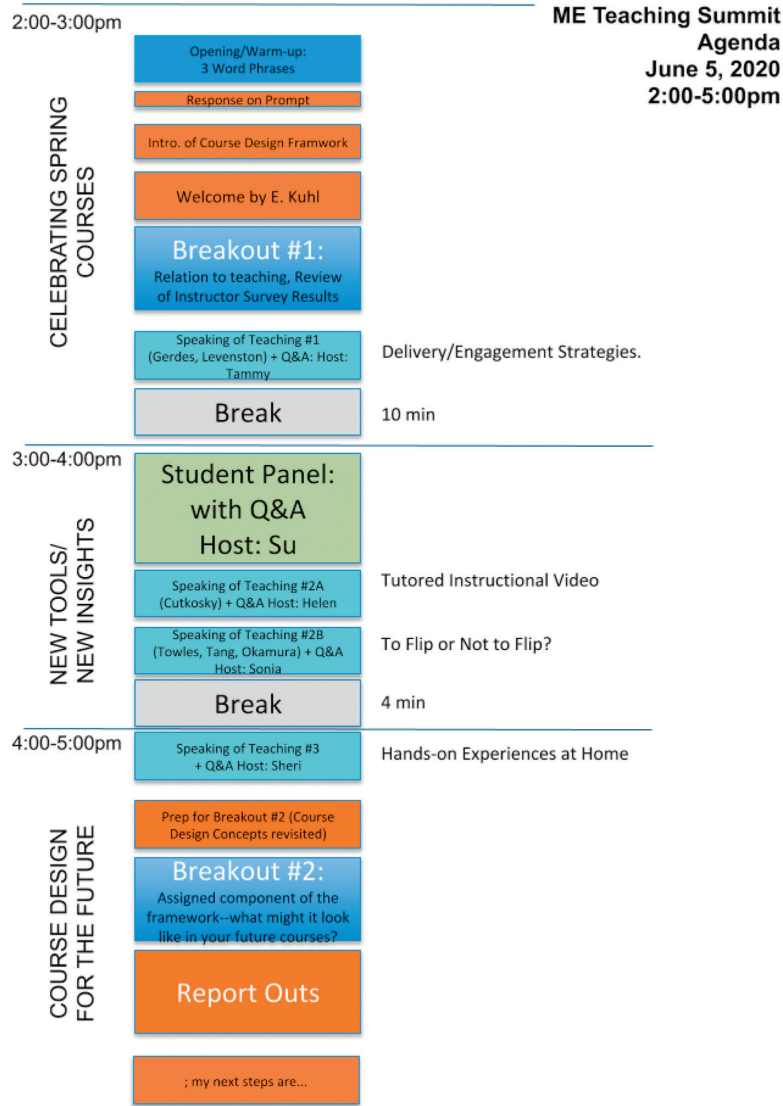 ME Teaching Summit
Agenda
June 5, 2020
2:00-5:00pm
2:00-3:00pm
CELEBRATING SPRING
COURSES
Opening/Warm-up:
3 Word Phrases
Response on Prompt
Intro. of Course Design Framwork
Welcome by E. Kuhl
Breakout #1:
Relation to teaching, Review
of Instructor Survey Results
Speaking of Teaching #1
(Gerdes, Levenston) + Q&A: Host:
Tammy
Delivery/Engagement Strategies.
Break
10 min
3:00-4:00pm
NEW TOOLS/
NEW INSIGHTS
Student Panel:
with Q&A
Host: Su
Speaking of Teaching #2A
(Cutkosky) + Q&A Host: Helen
Tutored Instructional Video
Speaking of Teaching #2B
(Towles, Tang, Okamura) + Q&A
Host: Sonia
To Flip or Not to Flip?
Break
4 min
4:00-5:00pm
COURSE DESIGN
FOR THE FUTURE
Speaking of Teaching #3
+ Q&A Host: Sheri
Hands-on Experiences at Home
Prep for Breakout #2 (Course
Design Concepts revisited)
Breakout #2:
Assigned component of the
framework--what might it look
like in your future courses?
Report Outs
; my next steps are...